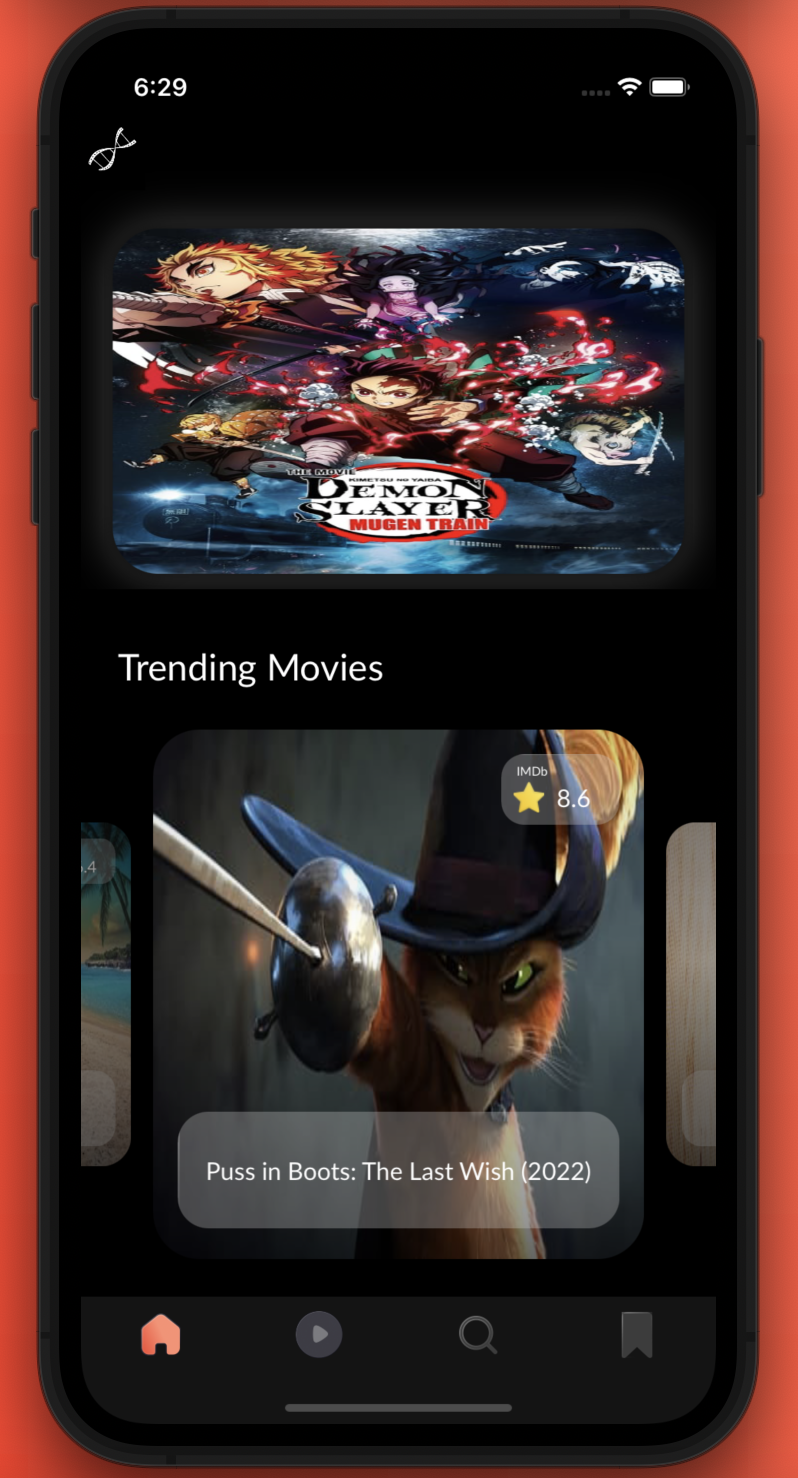 6:29
THE MOVIE
KIMETSU NO YAIBA
DEMON
SLAYER
MUGEN TRAIN
Trending Movies
IMDb
8.6
.4
Puss in Boots: The Last Wish (2022)